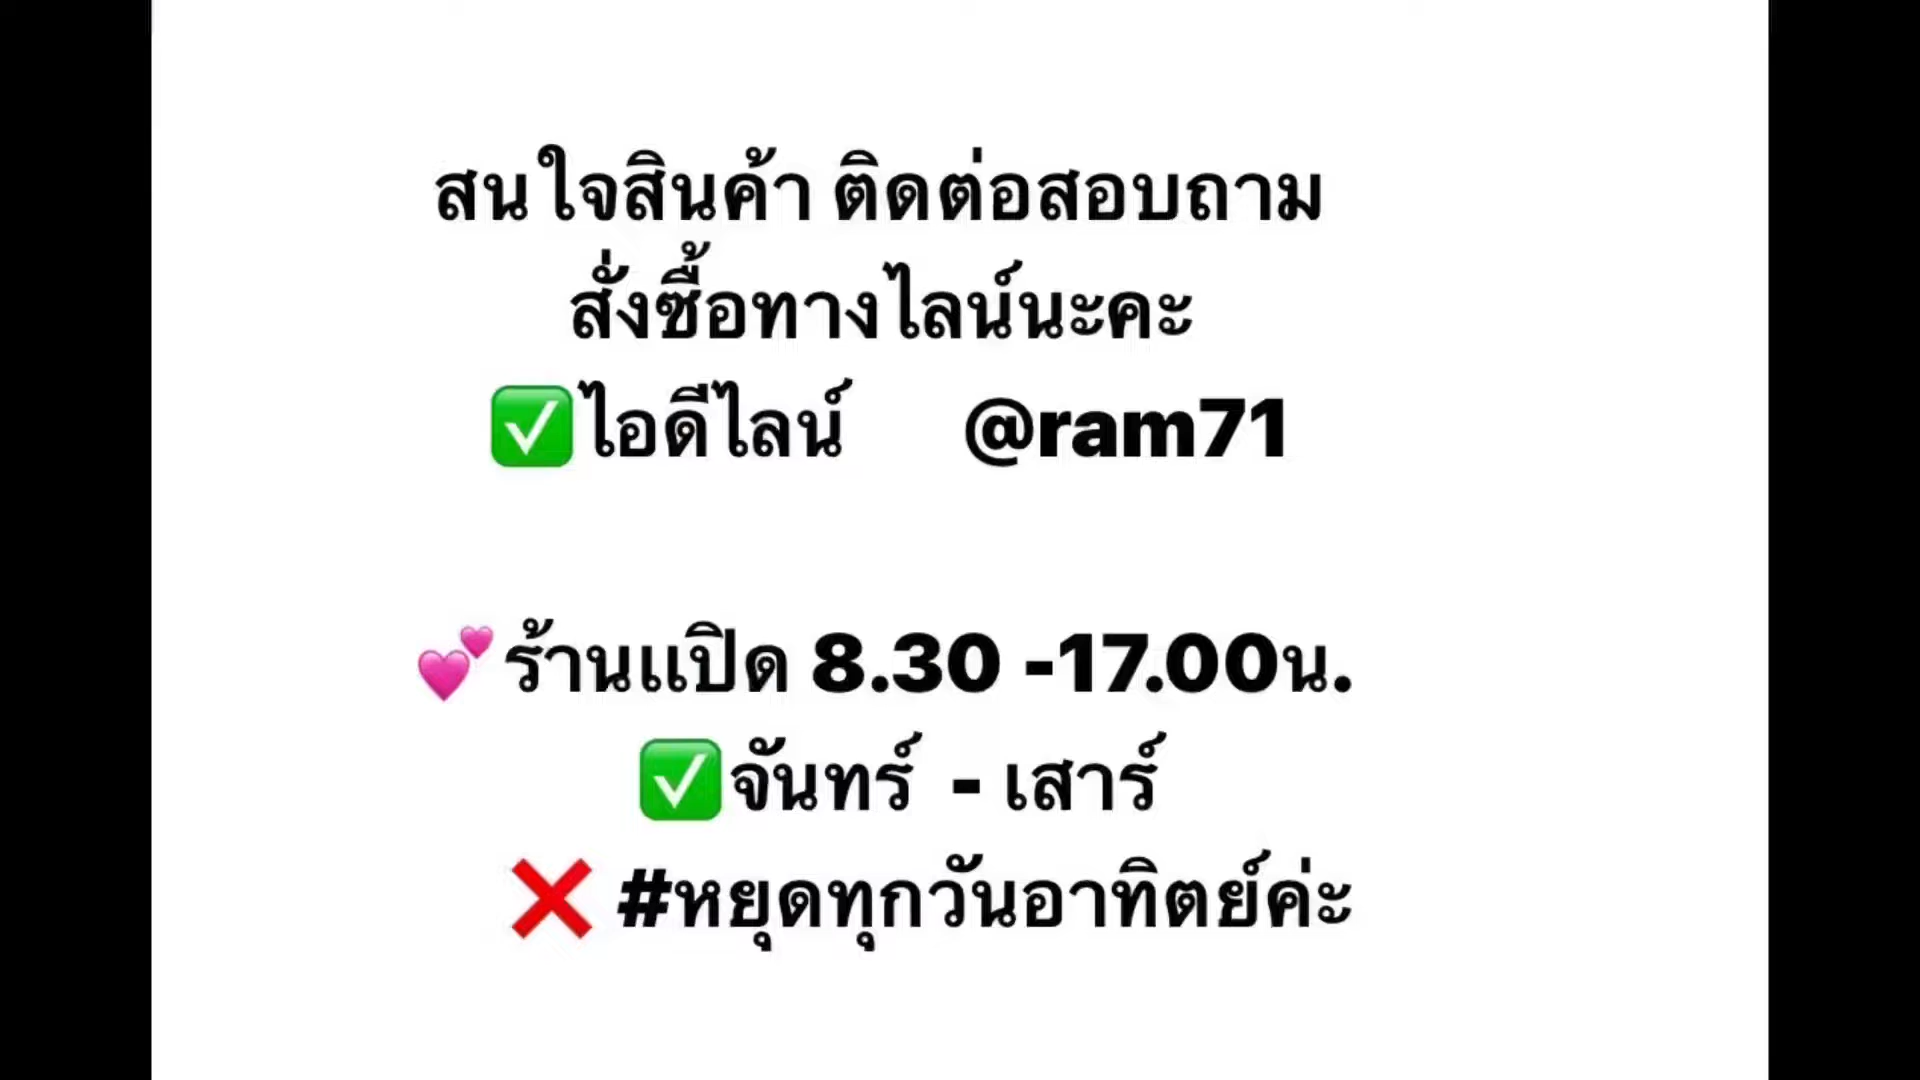 สนใจสินค้า ติดต่อสอบถาม
สั่งซื้อทางไลน์นะคะ
✅ไอดีไลน์ @ram71
💕ร้านเปิด 8.30 -17.00น.
✅จันทร์ - เสาร์
❌ #หยุดทุกวันอาทิตย์ค่ะ